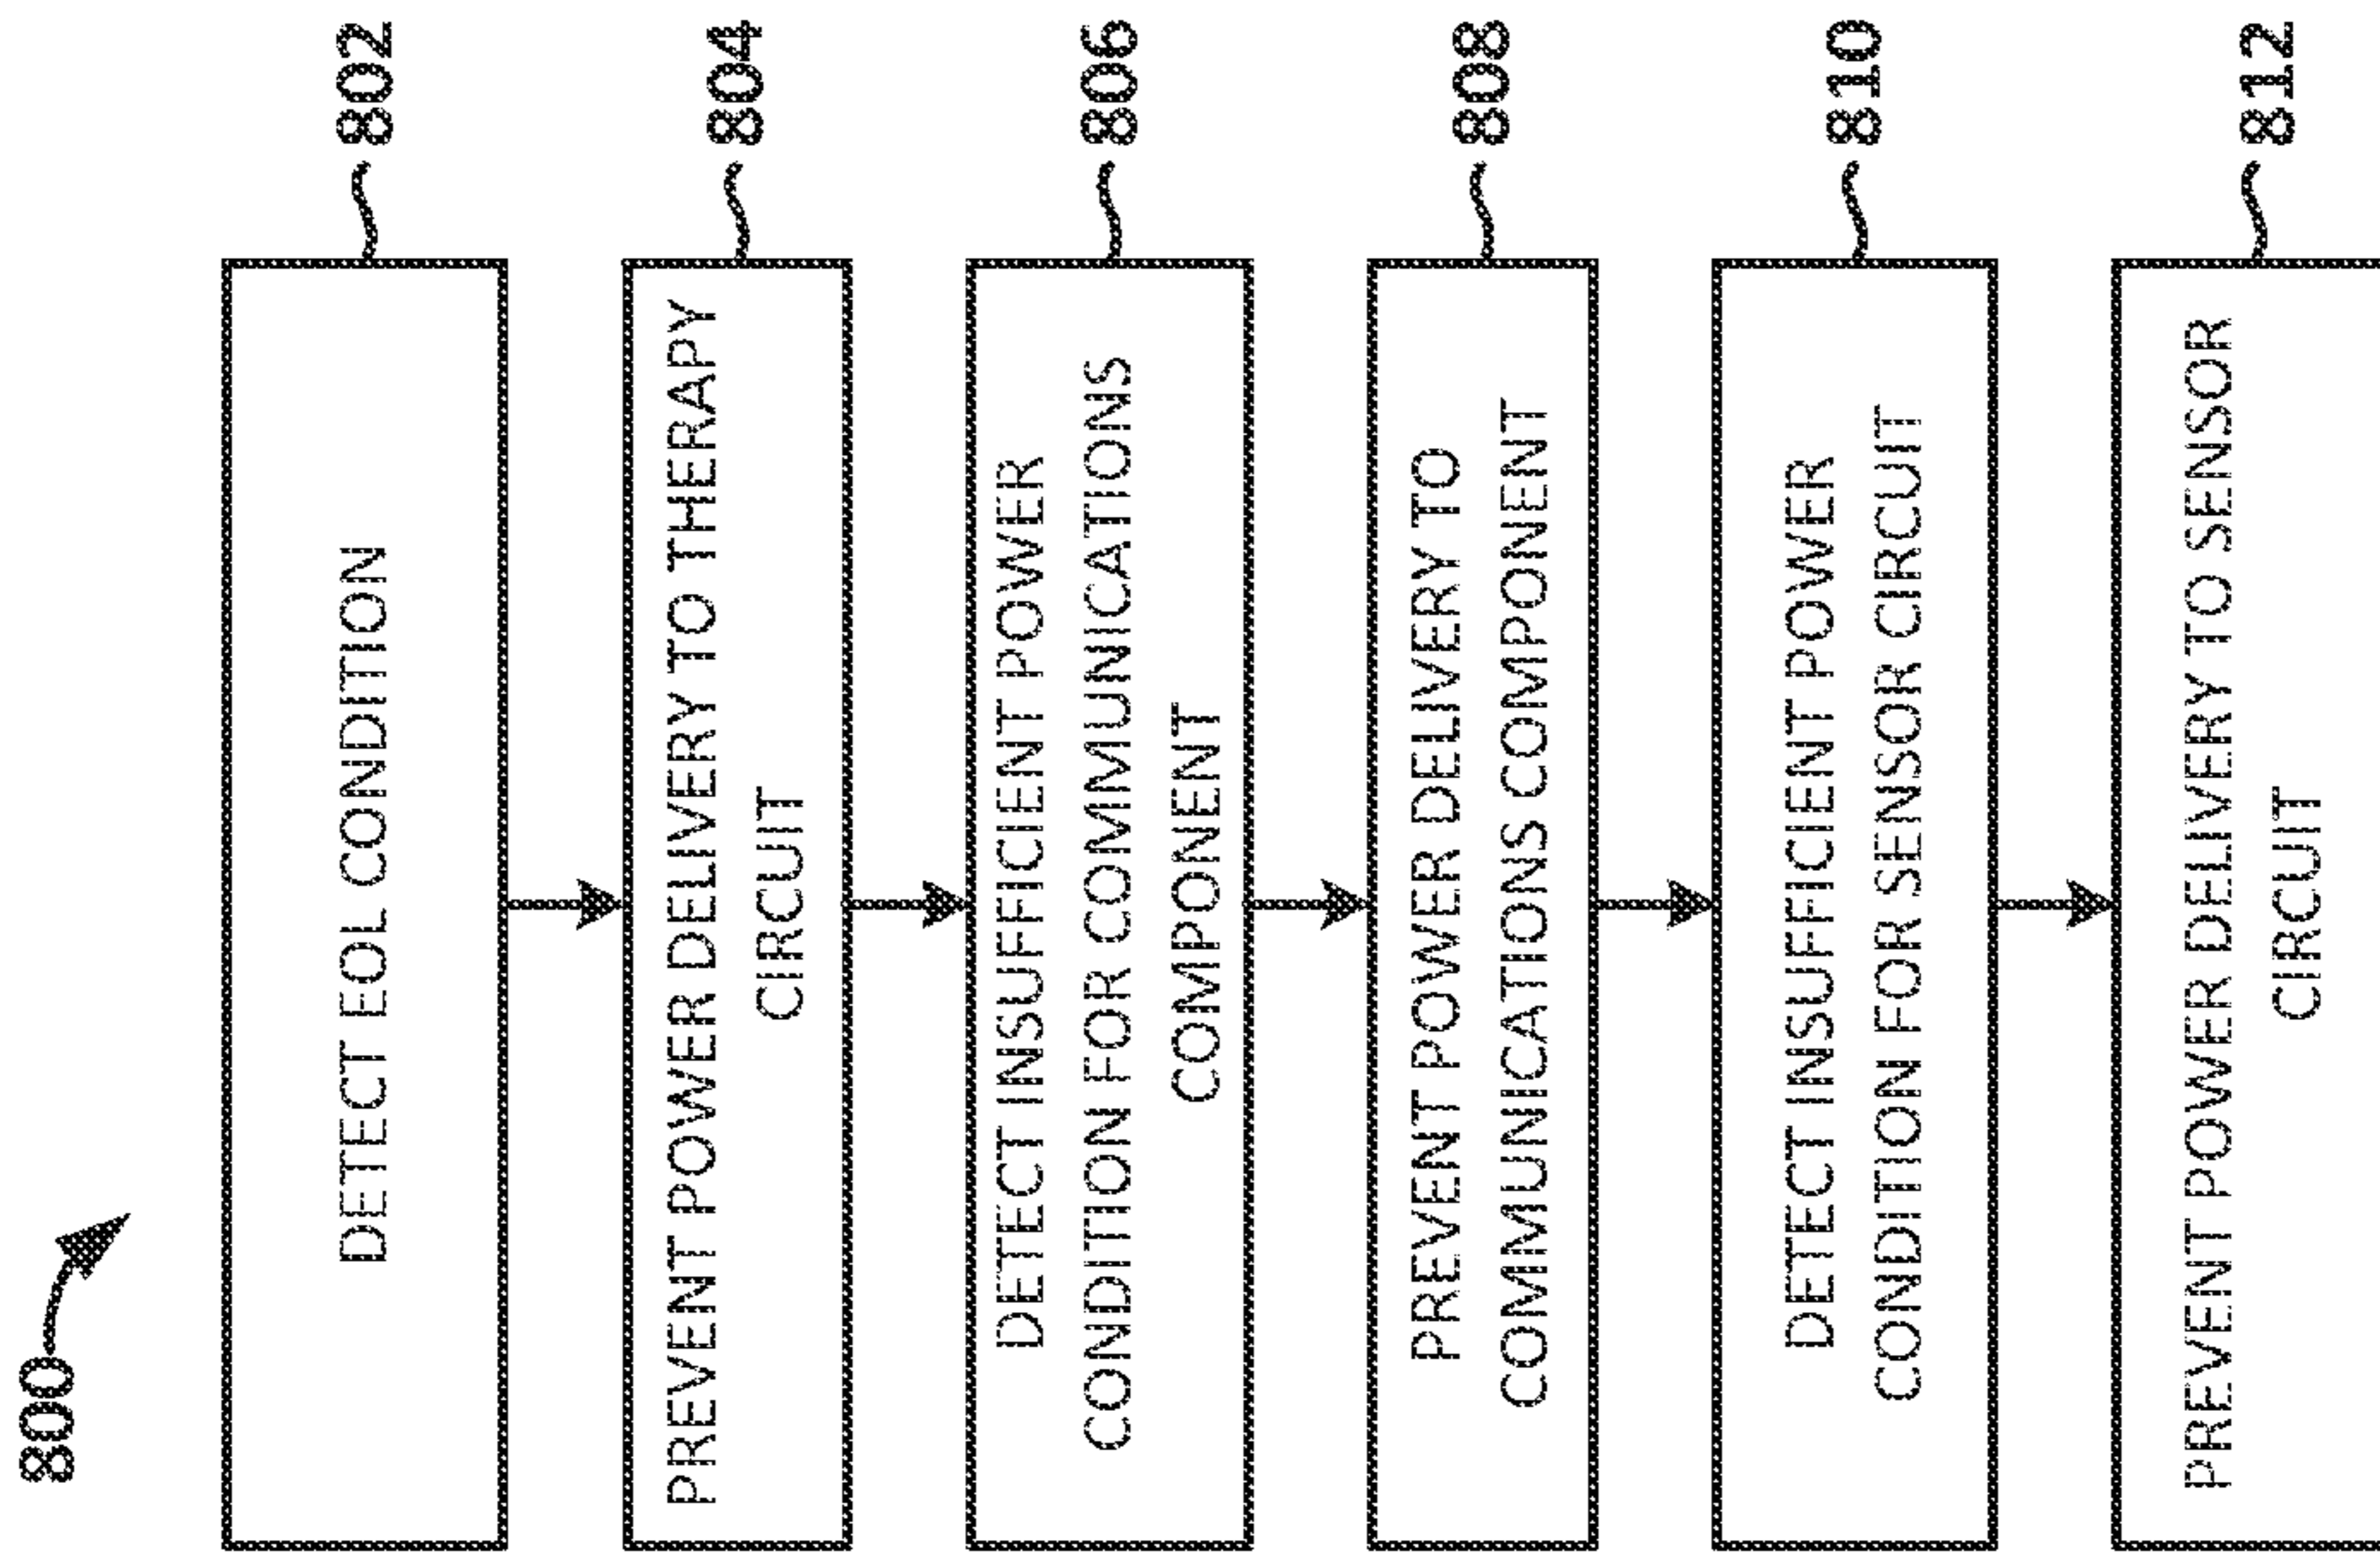 800
DETECT EOL CONDITION
802
PREVENT POWER DELIVERY TO THERAPY
CIRCUIT
804
DETECT INSUFFICIENT POWER
CONDITION FOR COMMUNICATIONS
COMPONENT
806
PREVENT POWER DELIVERY TO
COMMUNICATIONS COMPONENT
808
DETECT INSUFFICIENT POWER
CONDITION FOR SENSOR CIRCUIT
810
PREVENT POWER DELIVERY TO SENSOR
CIRCUIT
812